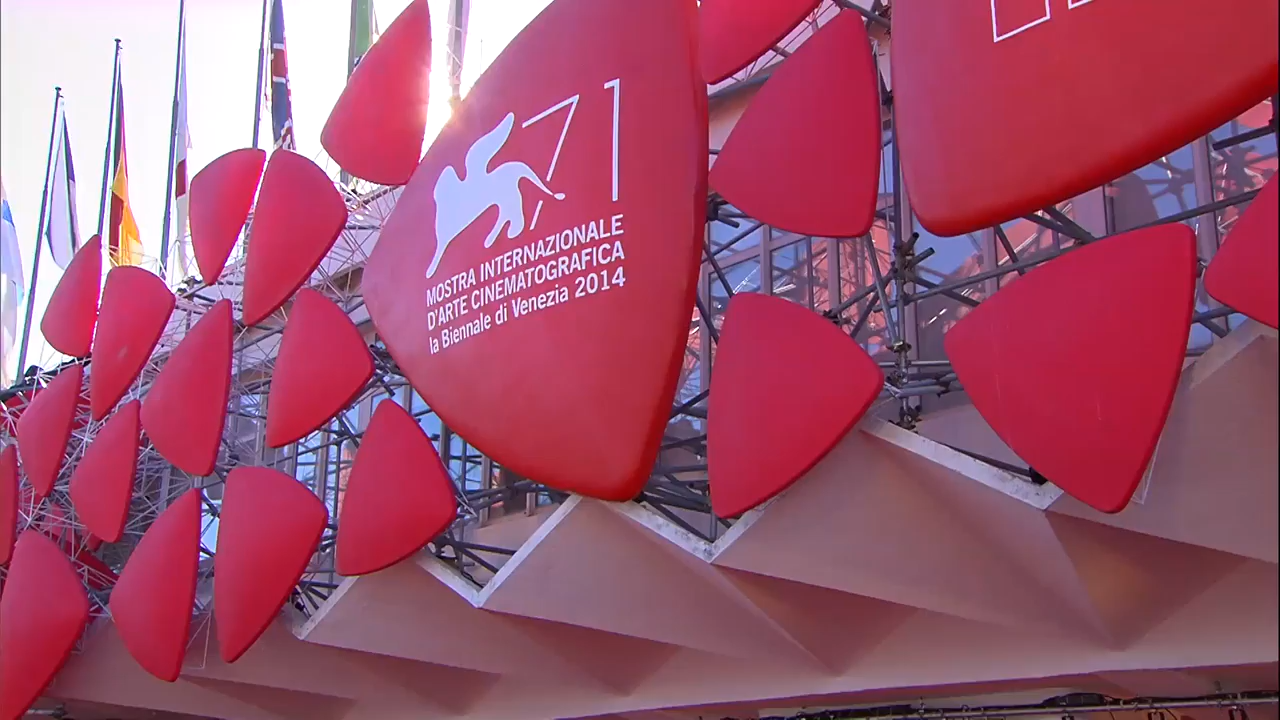 71
MOSTRA INTERNAZIONALE
D'ARTE CINEMATOGRAFICA
la Biennale di Venezia 2014